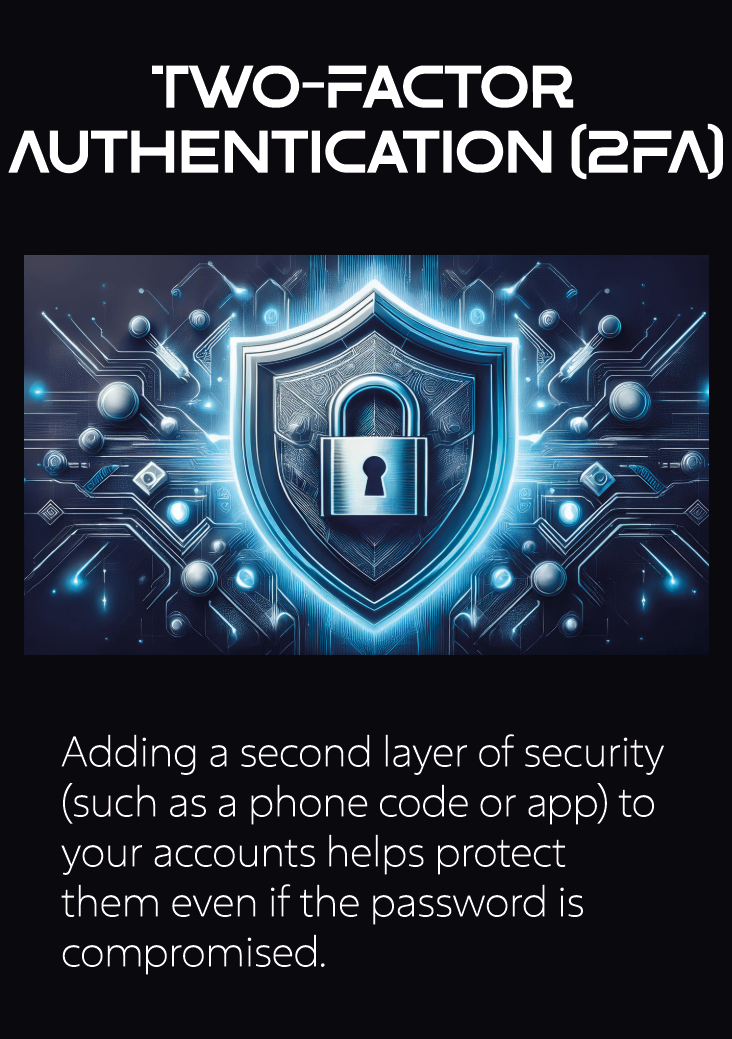 TWO-FACTOR
AUTHENTICATION (2FA)
Adding a second layer of security
(such as a phone code or app) to
your accounts helps protect
them even if the password is
compromised.